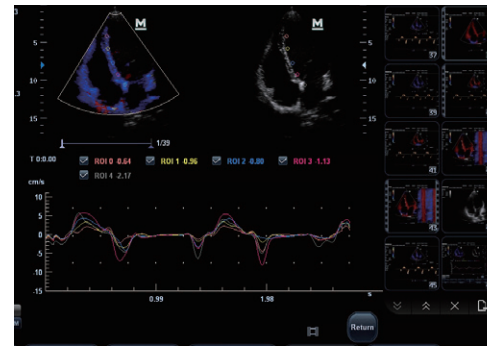 M
M
5
5
10
10
15
15
1/39
T 0:0.00
ROI 0 -0.64
ROI 1 0.96
ROI 2 -0.00
ROI 3 -1.13
ROI 4 -2.17
cm/s
10
5
0
-5
-10
-15
0.99
1.98
s
Return